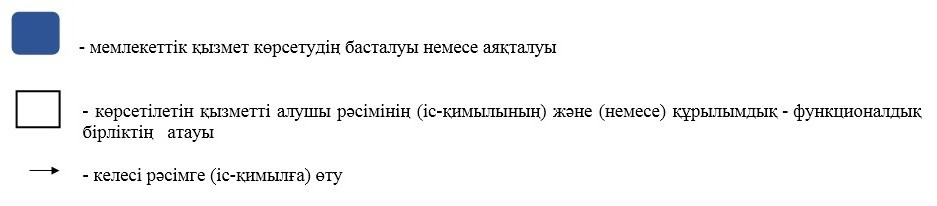 - мемлекеттік қызмет көрсетудің басталуы немесе аяқталуы
- көрсетілетін қызметті алушы рәсімінің (іс-қимылының) және (немесе) құрылымдық - функционалдық
бірліктің атауы
- келесі рәсімге (іс-қимылға) өту